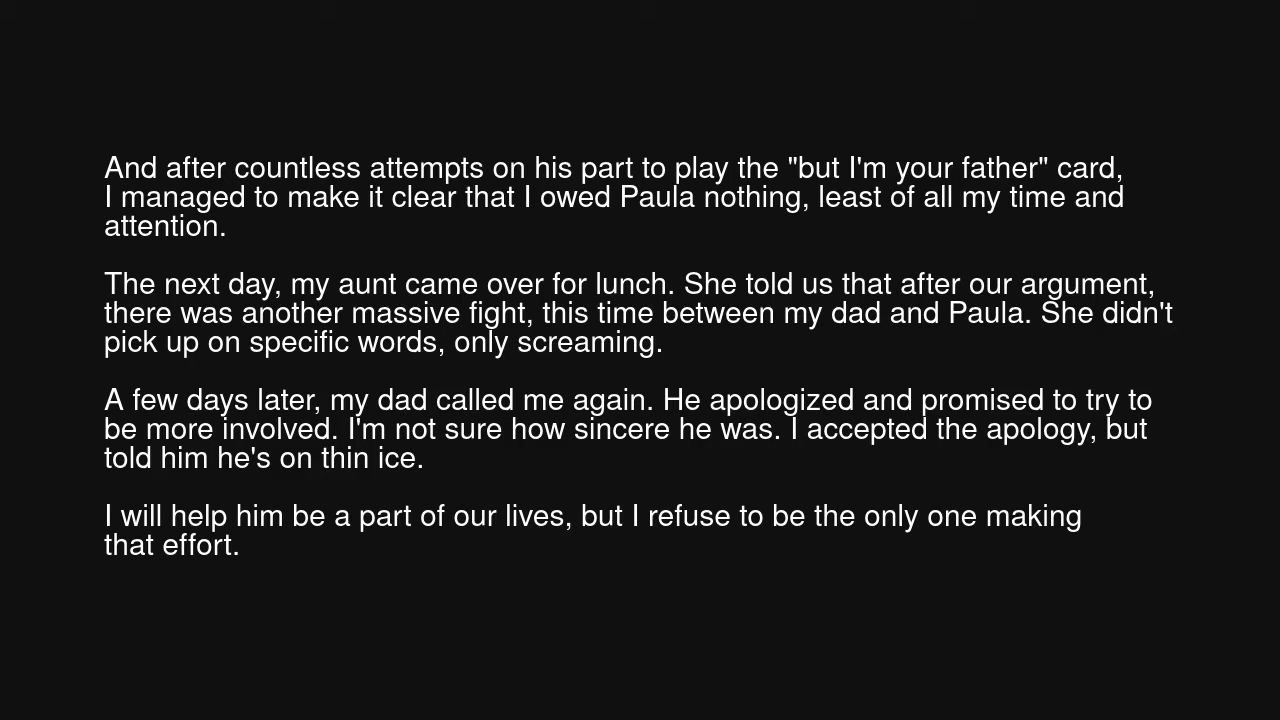 And after countless attempts on his part to play the "but I'm your father" card,
I managed to make it clear that I owed Paula nothing, least of all my time and
attention.
The next day, my aunt came over for lunch. She told us that after our argument,
there was another massive fight, this time between my dad and Paula. She didn't
pick up on specific words, only screaming.
A few days later, my dad called me again. He apologized and promised to try to
be more involved. I'm not sure how sincere he was. I accepted the apology, but
told him he's on thin ice.
I will help him be a part of our lives, but I refuse to be the only one making
that effort.